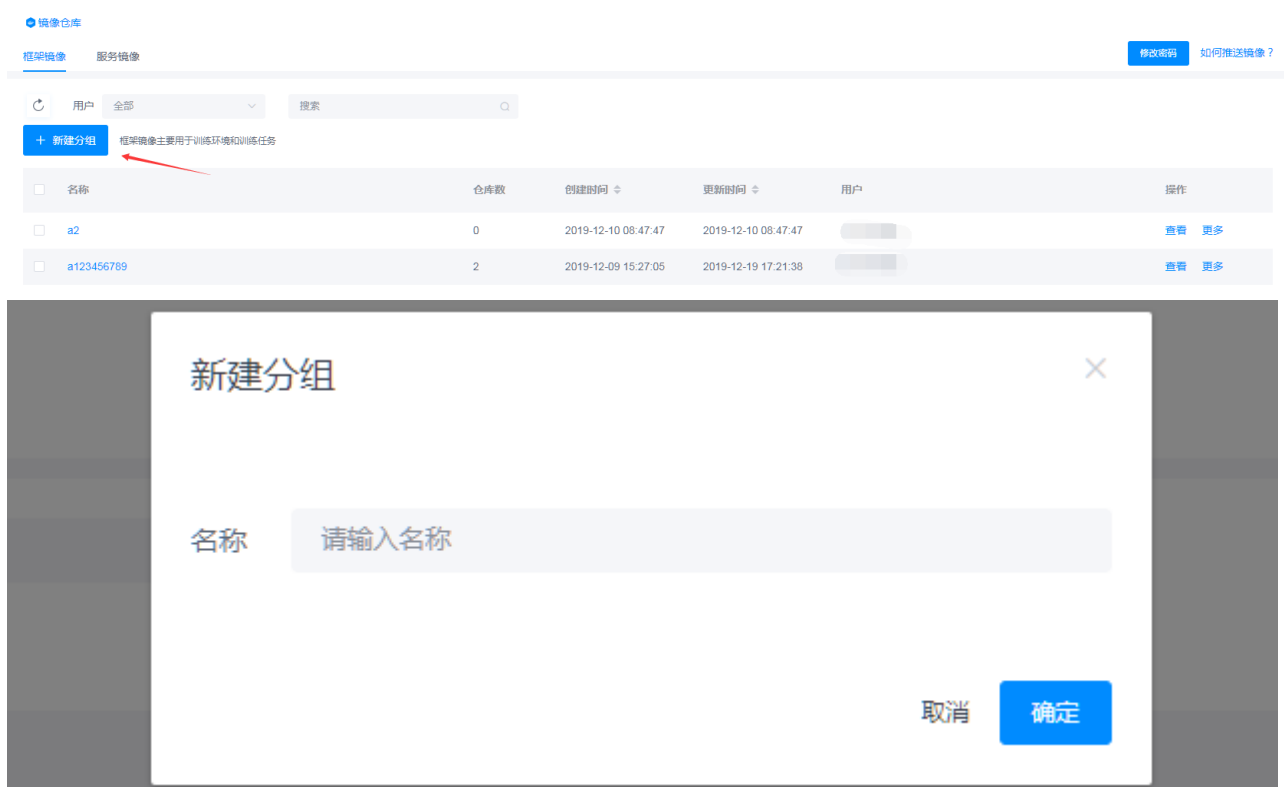 镜像仓库
框架镜像 服务镜像 修改密码 如何推送镜像？
用户 全部 搜索
+ 新建分组 框架镜像主要用于训练环境和训练任务
名称 仓库数 创建时间 更新时间 用户 操作
a2 0 2019-12-10 08:47:47 2019-12-10 08:47:47 查看 更多
a123456789 2 2019-12-09 15:27:05 2019-12-19 17:21:38 查看 更多
新建分组
名称 请输入名称
取消 确定